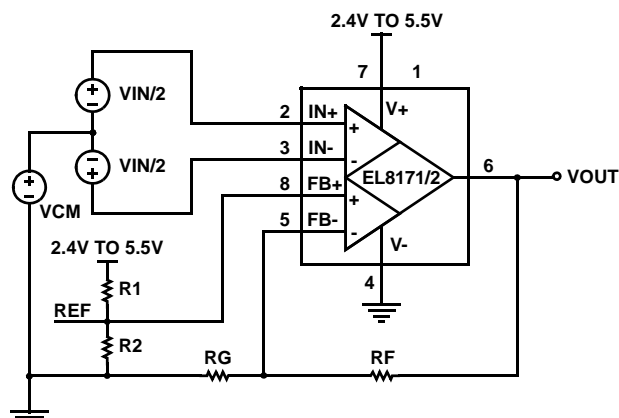 2.4V TO 5.5V
7 1
VIN/2
2 IN+ + V+
3 IN- -
VIN/2
EL8171/2 6 VOUT
8 FB+ +
VCM
5 FB- -
2.4V TO 5.5V
V-
4
R1
REF
R2
RG RF